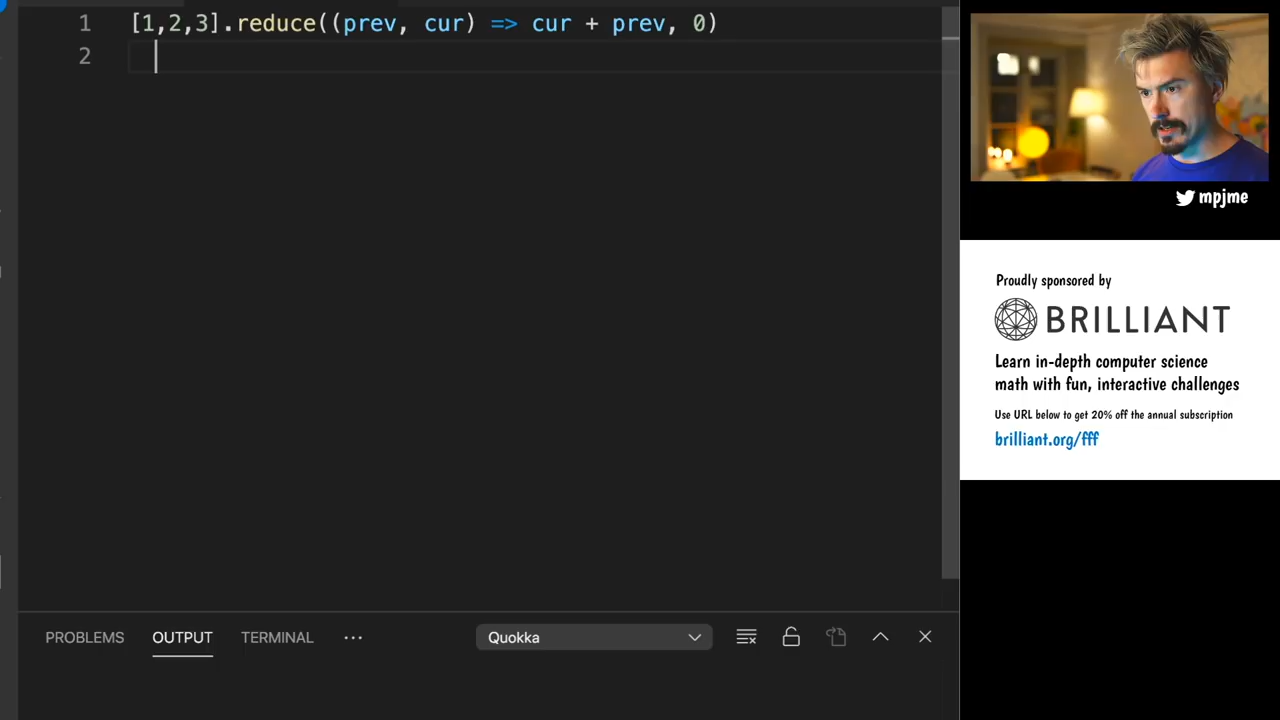 1 [1,2,3].reduce((prev, cur) => cur + prev, 0)
2
mpjme
Proudly sponsored by
BRILLIANT
Learn in-depth computer science
math with fun, interactive challenges
Use URL below to get 20% off the annual subscription
brilliant.org/fff
PROBLEMS OUTPUT TERMINAL ... Quokka